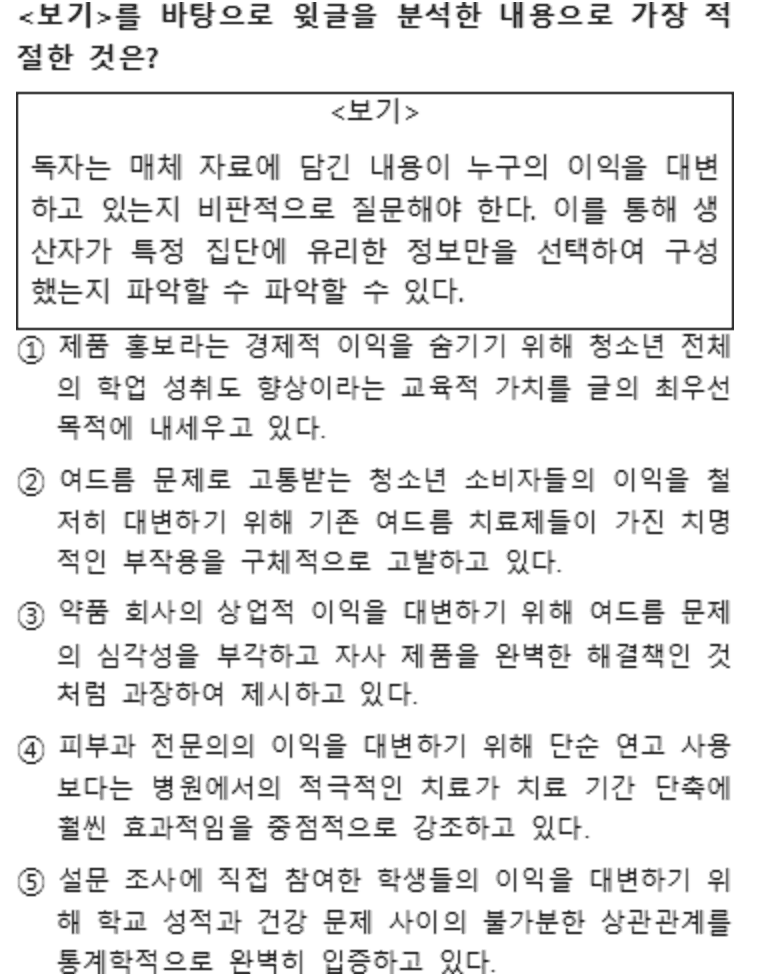 <보기>를 바탕으로 윗글을 분석한 내용으로 가장 적
절한 것은?
<보기>
독자는 매체 자료에 담긴 내용이 누구의 이익을 대변
하고 있는지 비판적으로 질문해야 한다. 이를 통해 생
산자가 특정 집단에 유리한 정보만을 선택하여 구성
했는지 파악할 수 파악할 수 있다.
① 제품 홍보라는 경제적 이익을 숨기기 위해 청소년 전체
의 학업 성취도 향상이라는 교육적 가치를 글의 최우선
목적에 내세우고 있다.
② 여드름 문제로 고통받는 청소년 소비자들의 이익을 철
저히 대변하기 위해 기존 여드름 치료제들이 가진 치명
적인 부작용을 구체적으로 고발하고 있다.
③ 약품 회사의 상업적 이익을 대변하기 위해 여드름 문제
의 심각성을 부각하고 자사 제품을 완벽한 해결책인 것
처럼 과장하여 제시하고 있다.
④ 피부과 전문의의 이익을 대변하기 위해 단순 연고 사용
보다는 병원에서의 적극적인 치료가 치료 기간 단축에
훨씬 효과적임을 중점적으로 강조하고 있다.
⑤ 설문 조사에 직접 참여한 학생들의 이익을 대변하기 위
해 학교 성적과 건강 문제 사이의 불가분한 상관관계를
통계학적으로 완벽히 입증하고 있다.